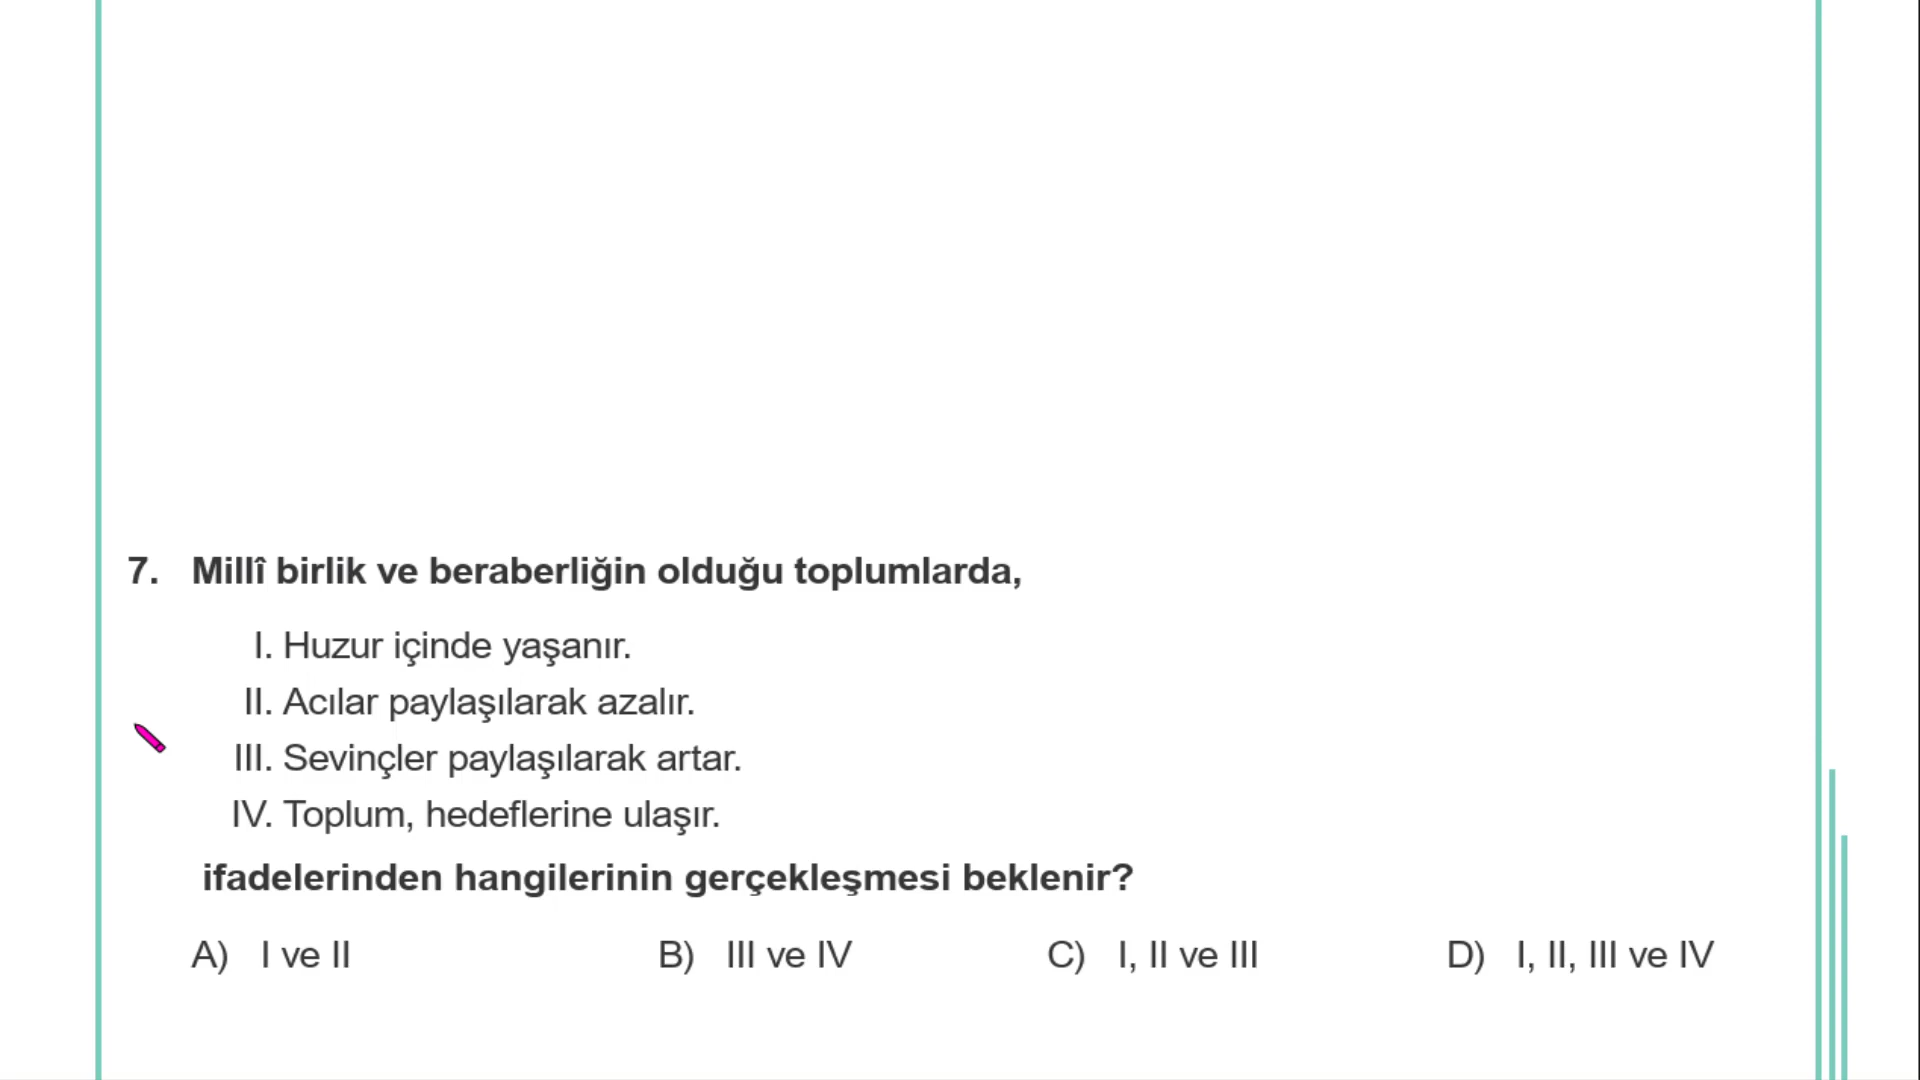 7. Millî birlik ve beraberliğin olduğu toplumlarda,
I. Huzur içinde yaşanır.
II. Acılar paylaşılarak azalır.
III. Sevinçler paylaşılarak artar.
IV. Toplum, hedeflerine ulaşır.
ifadelerinden hangilerinin gerçekleşmesi beklenir?
A) I ve II B) III ve IV C) I, II ve III D) I, II, III ve IV